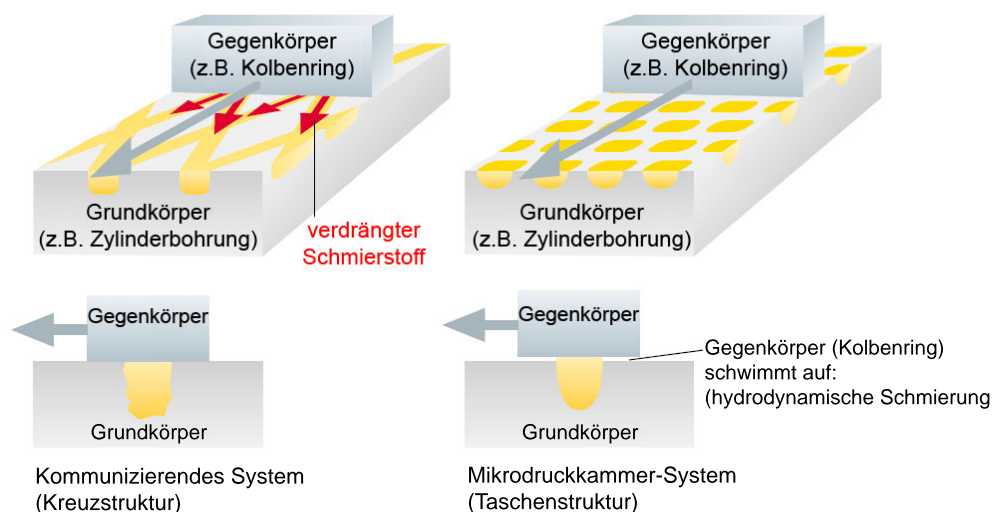 Gegenkörper
(z.B. Kolbenring)
Grundkörper
(z.B. Zylinderbohrung)
verdrängter
Schmierstoff
Gegenkörper
(z.B. Kolbenring)
Grundkörper
(z.B. Zylinderbohrung)
Gegenkörper
Grundkörper
Kommunizierendes System
(Kreuzstruktur)
Gegenkörper
Grundkörper
Gegenkörper (Kolbenring)
schwimmt auf:
(hydrodynamische Schmierung
Mikrodruckkammer-System
(Taschenstruktur)